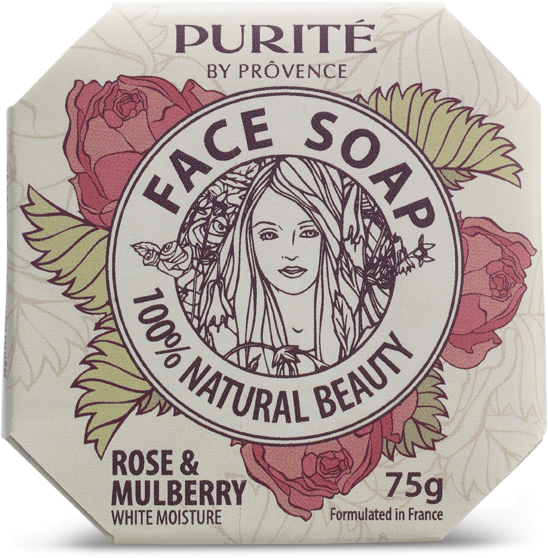 PURITÉ
BY PRÔVENCE
FACE SOAP
100% NATURAL BEAUTY
ROSE &
MULBERRY
WHITE MOISTURE
75g
Formulated in France